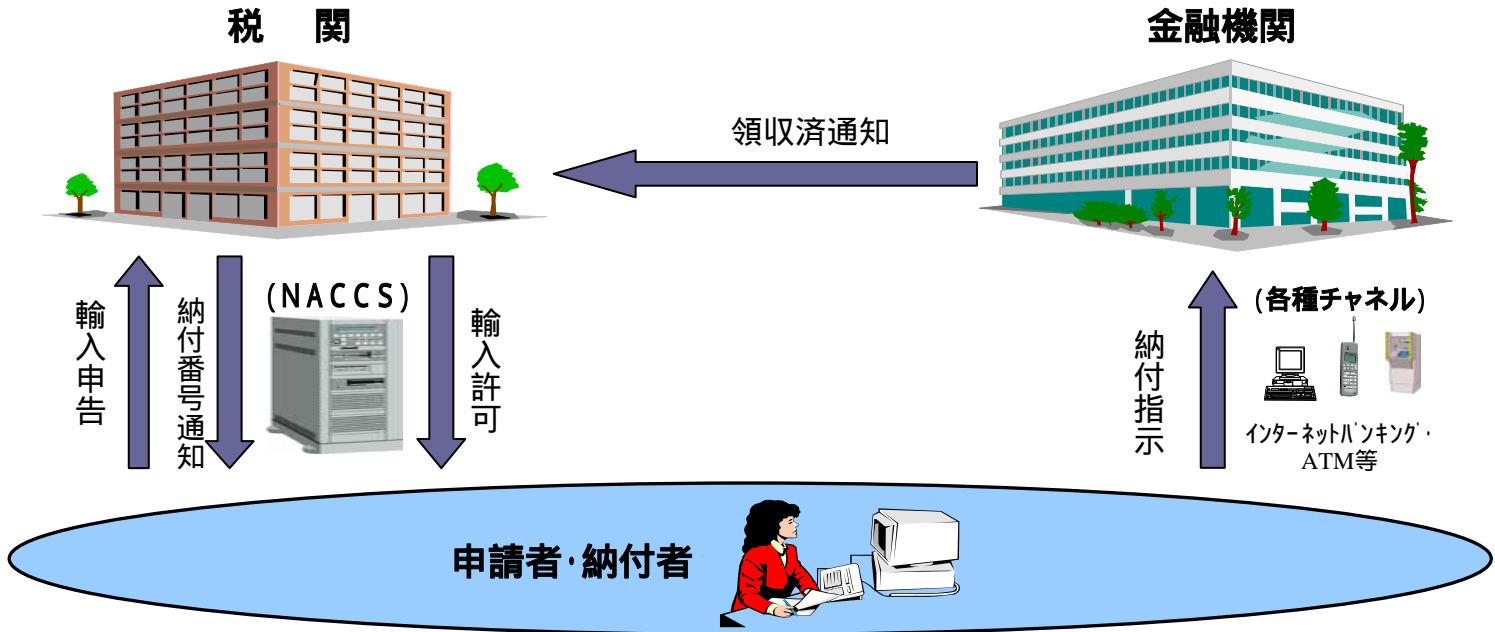 税 関
金融機関
領収済通知
輸入申告
納付番号通知
(NACCS)
輸入許可
納付指示
(各種チャネル)
インターネットバンキング・
ATM等
申請者・納付者